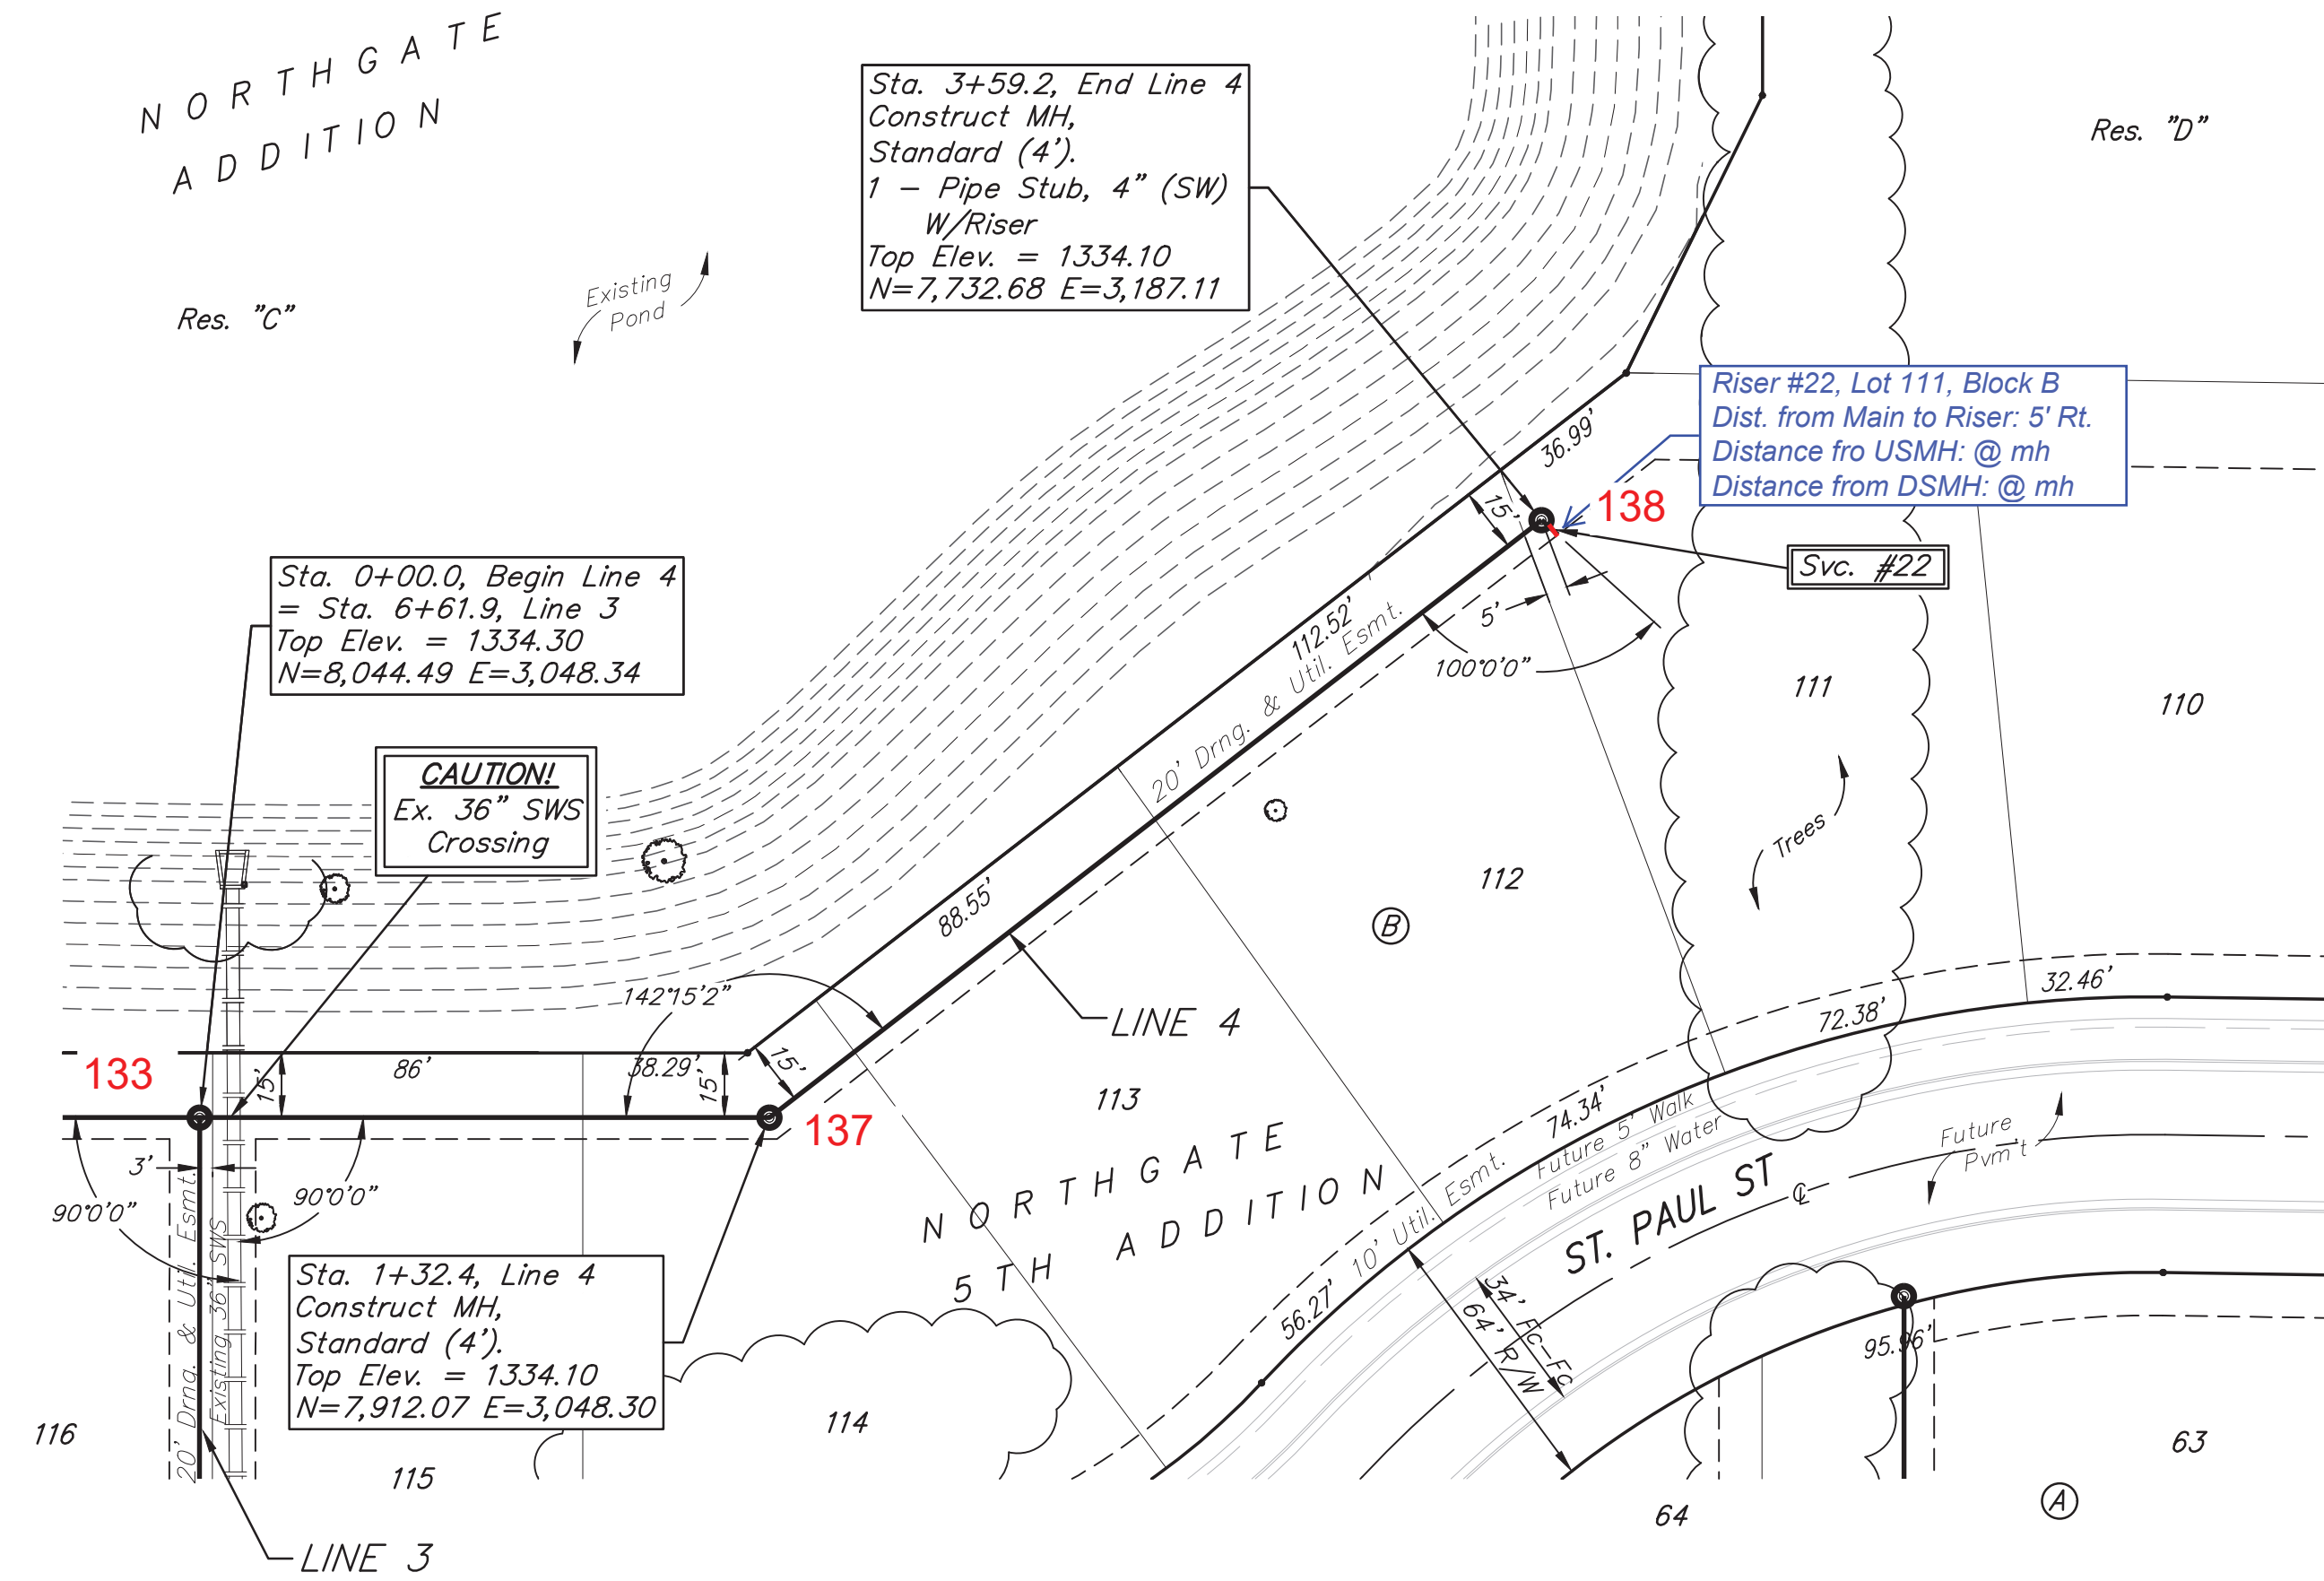 NORTHGATE
ADDITION
Res. "C"
Existing
Pond
Sta. 3+59.2, End Line 4
Construct MH,
Standard (4').
1 - Pipe Stub, 4" (SW)
W/Riser
Top Elev. = 1334.10
N=7,732.68 E=3,187.11
Res. "D"
Riser #22, Lot 111, Block B
Dist. from Main to Riser: 5' Rt.
Distance fro USMH: @ mh
Distance from DSMH: @ mh
36.99'
138
15'
Svc. #22
5'
100°0'0"
112.52'
20' Drng. & Util. Esmt.
111
110
Trees
Sta. 0+00.0, Begin Line 4
= Sta. 6+61.9, Line 3
Top Elev. = 1334.30
N=8,044.49 E=3,048.34
CAUTION!
Ex. 36" SWS
Crossing
88.55'
112
B
142°15'2"
LINE 4
133
15'
86'
38.29'
15'
15'
137
113
32.46'
72.38'
74.34'
Future 5' Walk
Future 8" Water
Future
Pvm't
3'
90°0'0"
90°0'0"
20' Drng. & Util. Esmt.
Existing 36" SWS
NORTHGATE
5TH ADDITION
10' Util. Esmt.
56.27'
ST. PAUL ST
℄
34' Fc-Fc
64' R/W
95.96'
Sta. 1+32.4, Line 4
Construct MH,
Standard (4').
Top Elev. = 1334.10
N=7,912.07 E=3,048.30
116
115
114
63
64
A
LINE 3